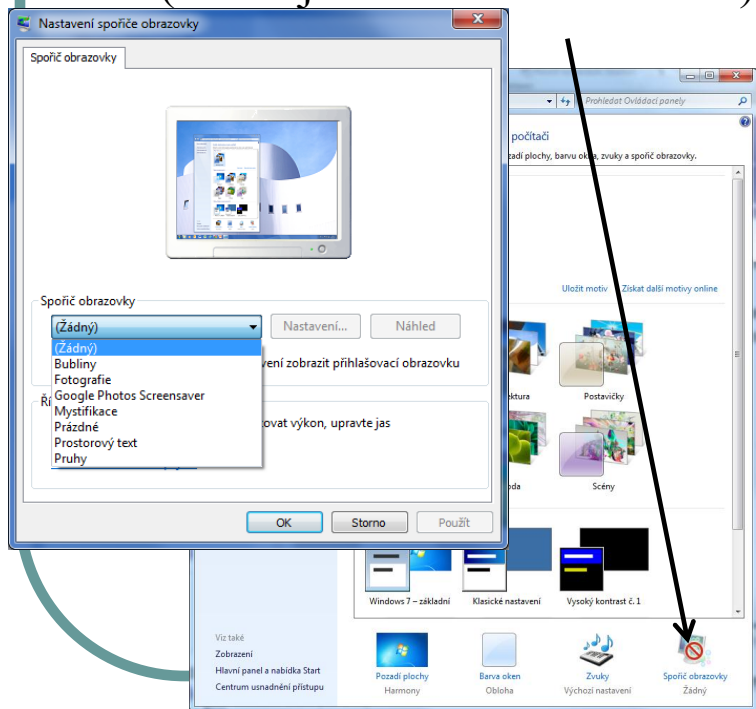 Nastavení spořiče obrazovky
Spořič obrazovky
Spořič obrazovky
(Žádný)
Nastavení...
Náhled
(Žádný)
Bubliny
Fotografie
Google Photos Screensaver
Mystifikace
Prázdné
Prostorový text
Pruhy
vení zobrazit přihlašovací obrazovku
ovat výkon, upravte jas
OK
Storno
Použít
Prohledat Ovládací panely
počítači
zadí plochy, barvu okna, zvuky a spořič obrazovky.
Uložit motiv
Získat další motivy online
ektura
Postavičky
oda
Scény
Windows 7 – základní
Klasické nastavení
Vysoký kontrast č. 1
Viz také
Zobrazení
Hlavní panel a nabídka Start
Centrum usnadnění přístupu
Pozadí plochy
Harmony
Barva oken
Obloha
Zvuky
Výchozí nastavení
Spořič obrazovky
Žádný